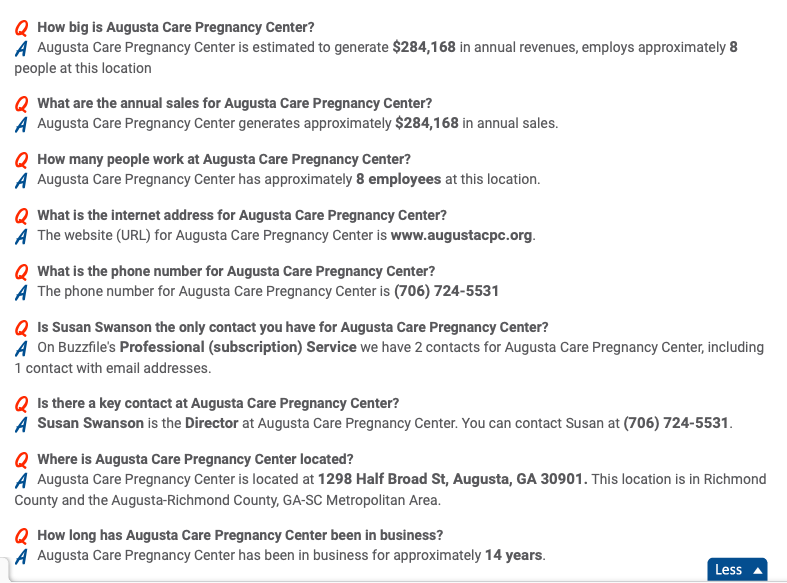 Q How big is Augusta Care Pregnancy Center?
A Augusta Care Pregnancy Center is estimated to generate $284,168 in annual revenues, employs approximately 8
people at this location
Q What are the annual sales for Augusta Care Pregnancy Center?
A Augusta Care Pregnancy Center generates approximately $284,168 in annual sales.
Q How many people work at Augusta Care Pregnancy Center?
A Augusta Care Pregnancy Center has approximately 8 employees at this location.
Q What is the internet address for Augusta Care Pregnancy Center?
A The website (URL) for Augusta Care Pregnancy Center is www.augustacpc.org.
Q What is the phone number for Augusta Care Pregnancy Center?
A The phone number for Augusta Care Pregnancy Center is (706) 724-5531
Q Is Susan Swanson the only contact you have for Augusta Care Pregnancy Center?
A On Buzzfile's Professional (subscription) Service we have 2 contacts for Augusta Care Pregnancy Center, including
1 contact with email addresses.
Q Is there a key contact at Augusta Care Pregnancy Center?
A Susan Swanson is the Director at Augusta Care Pregnancy Center. You can contact Susan at (706) 724-5531.
Q Where is Augusta Care Pregnancy Center located?
A Augusta Care Pregnancy Center is located at 1298 Half Broad St, Augusta, GA 30901. This location is in Richmond
County and the Augusta-Richmond County, GA-SC Metropolitan Area.
Q How long has Augusta Care Pregnancy Center been in business?
A Augusta Care Pregnancy Center has been in business for approximately 14 years.
Less